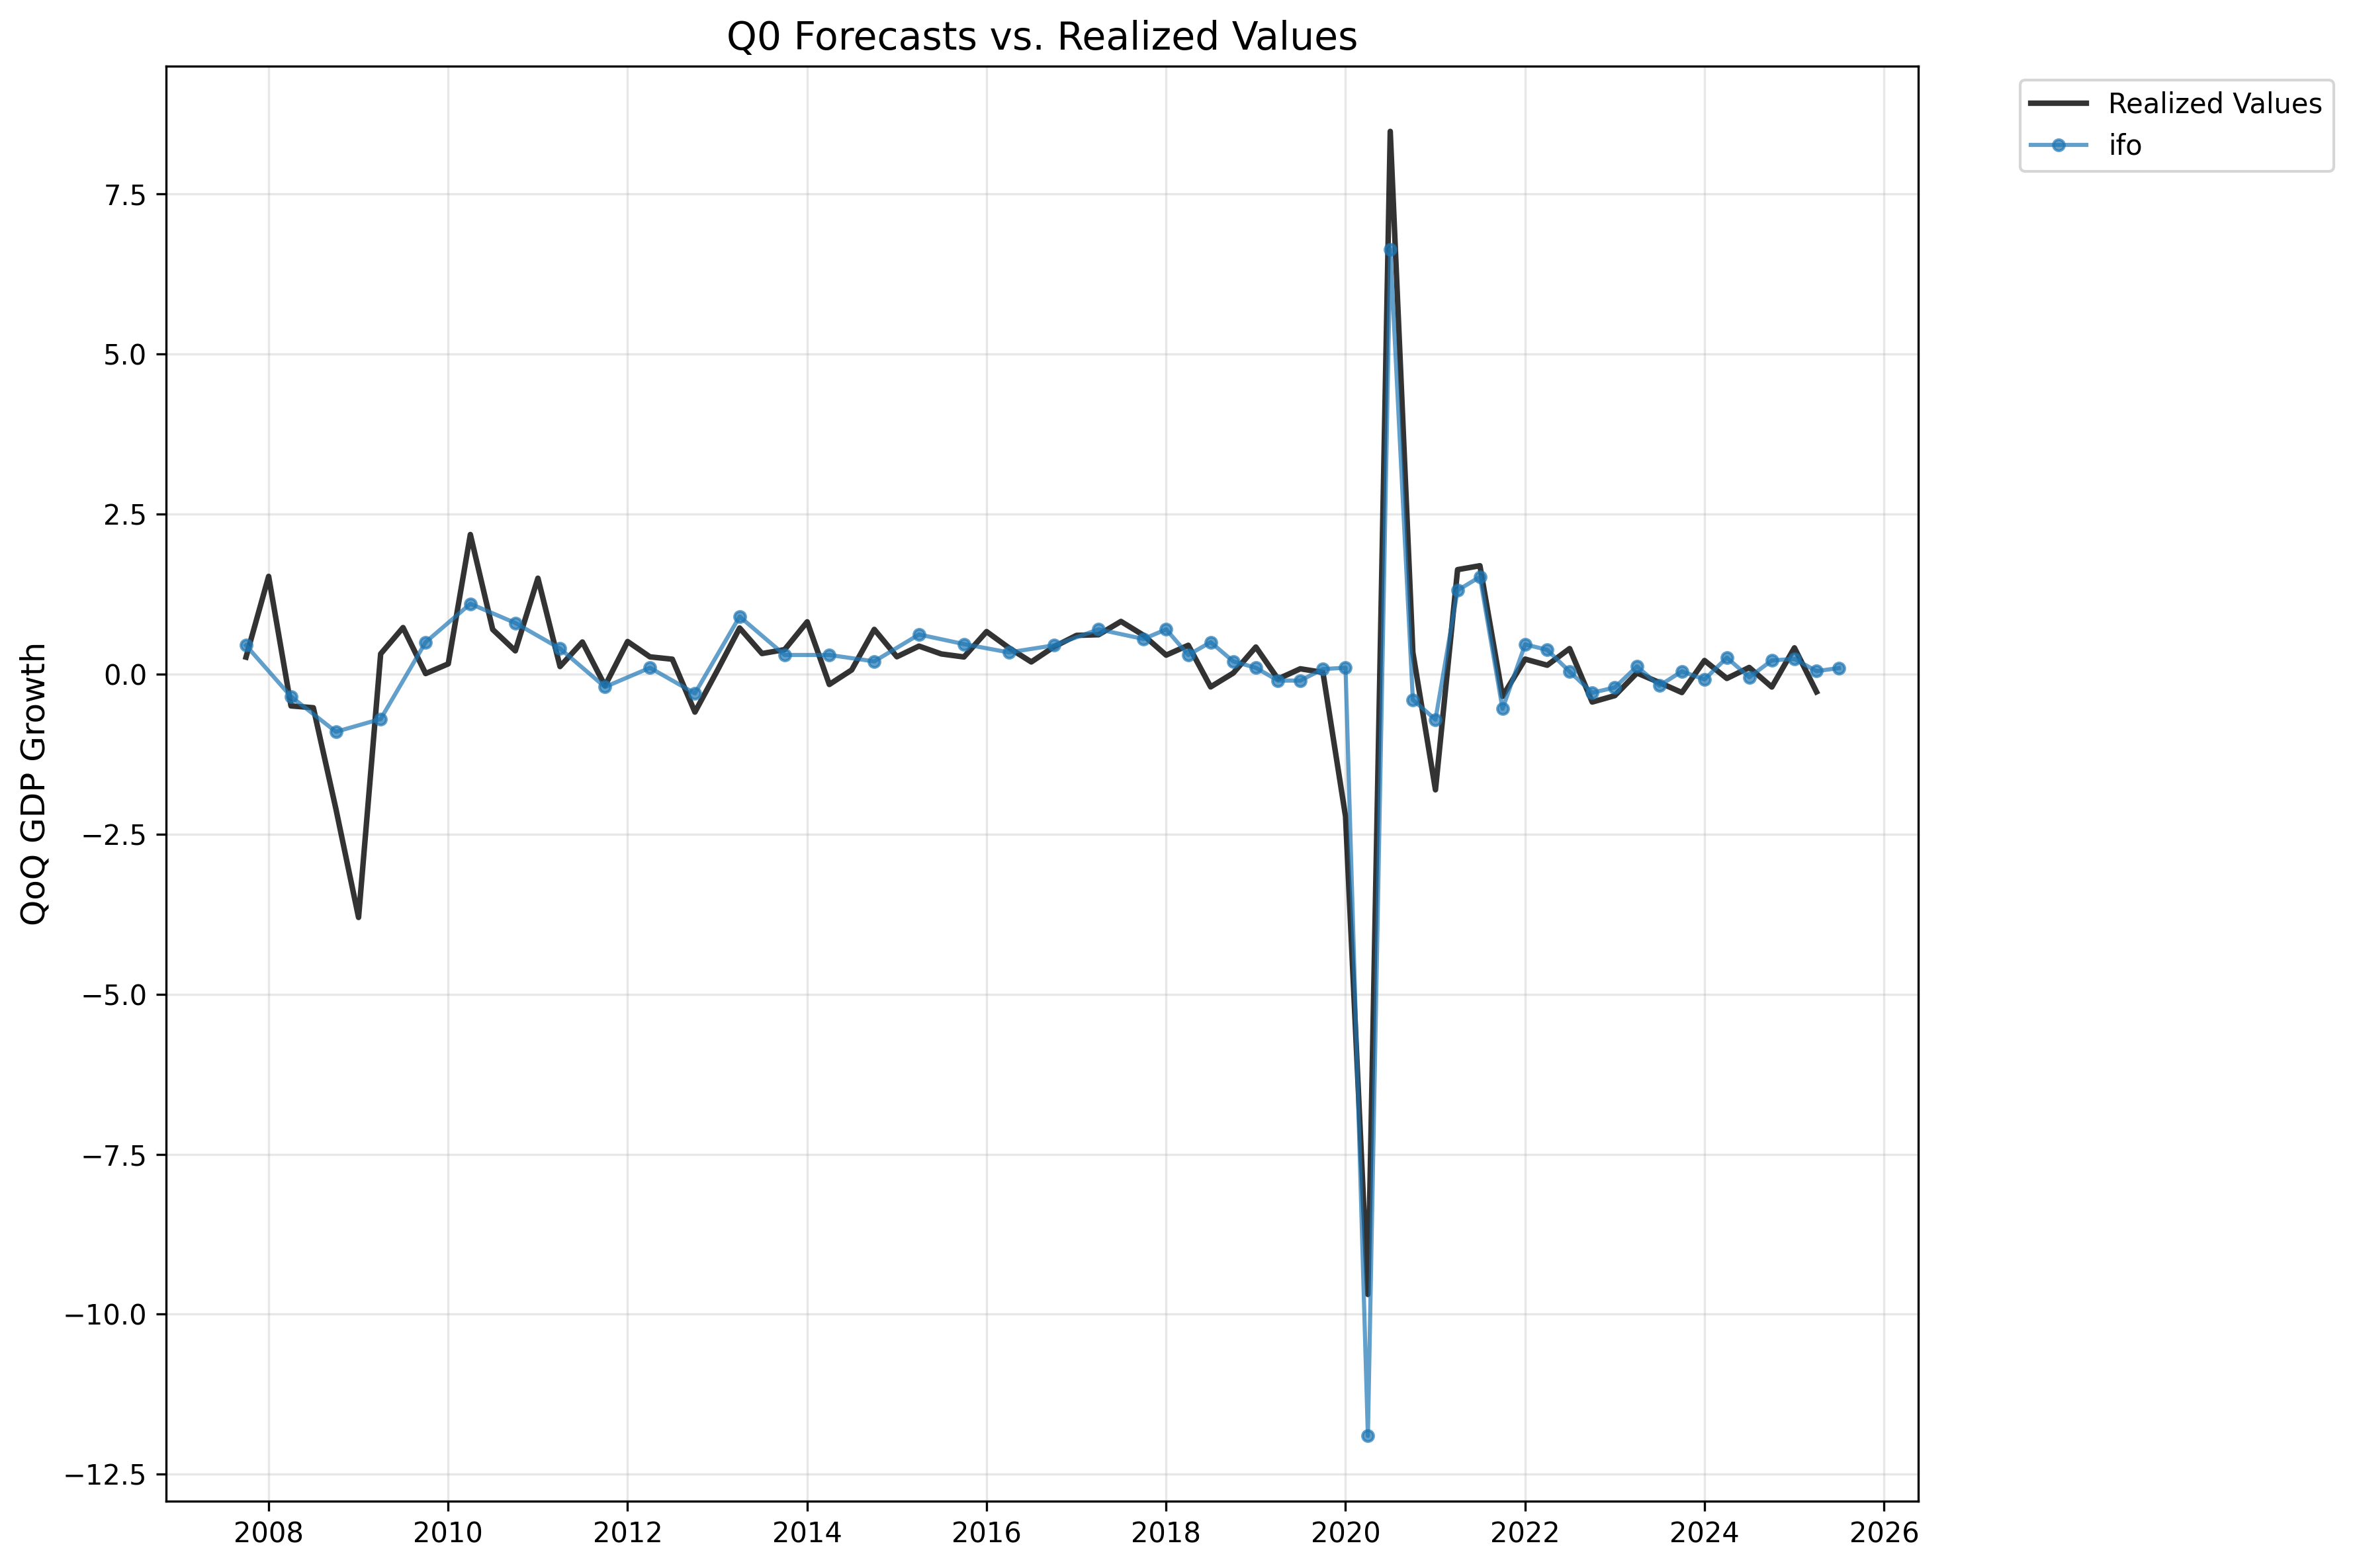 Q0 Forecasts vs. Realized Values
Realized Values
ifo
QoQ GDP Growth
7.5
5.0
2.5
0.0
−2.5
−5.0
−7.5
−10.0
−12.5
2008 2010 2012 2014 2016 2018 2020 2022 2024 2026